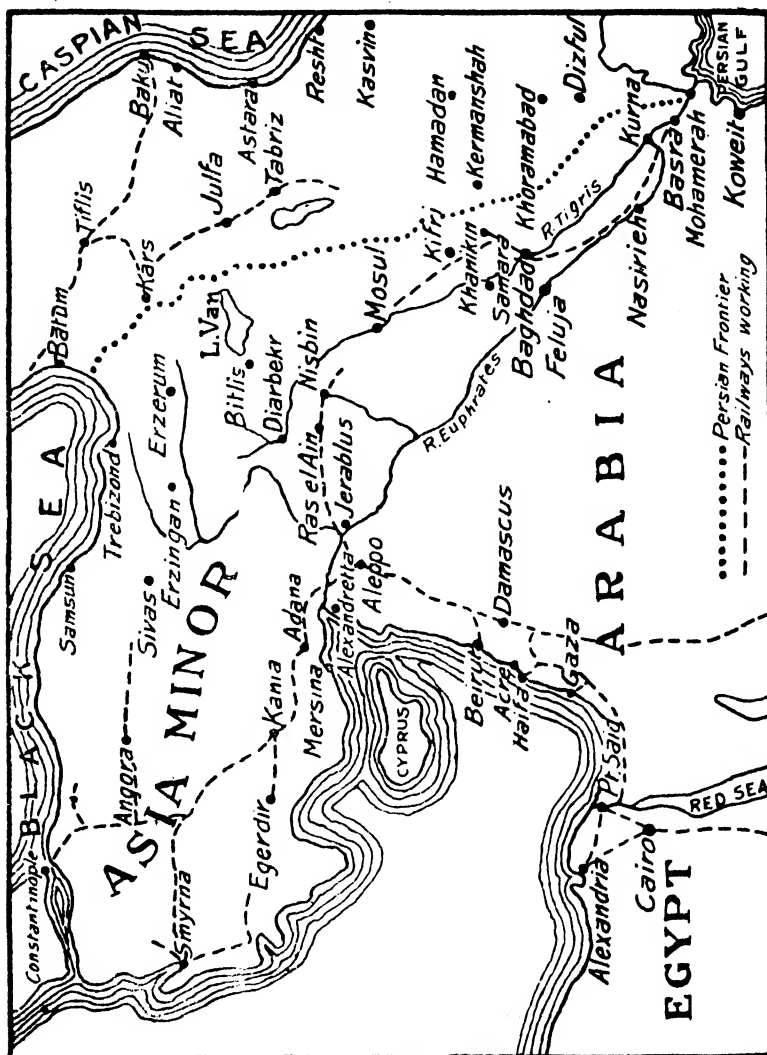 CASPIAN SEA
BLACK SEA
Constantinople
Batum
Tiflis
Baku
Aliat
Samsun
Trebizond
Kars
Julfa
Astara
Tabriz
Resht
Kasvin
Angora
Sivas
Erzingan
Erzerum
L.Van
Bitlis
Diarbekr
ASIA MINOR
Smyrna
Egerdir
Kania
Adana
Mersina
Alexandretta
Aleppo
Jerablus
Ras el Ain
Nisbin
Mosul
Kifri
Hamadan
Kermanshah
Khanikin
Samara
Khoramabad
Dizful
Baghdad
Feluja
R.Tigris
R.Euphrates
Kurna
Nasirieh
Basra
Mohamerah
Koweit
PERSIAN
GULF
CYPRUS
Beirut
Damascus
Acre
Haifa
Gaza
ARABIA
Pt.Said
Alexandria
Cairo
EGYPT
RED SEA
Persian Frontier
Railways working